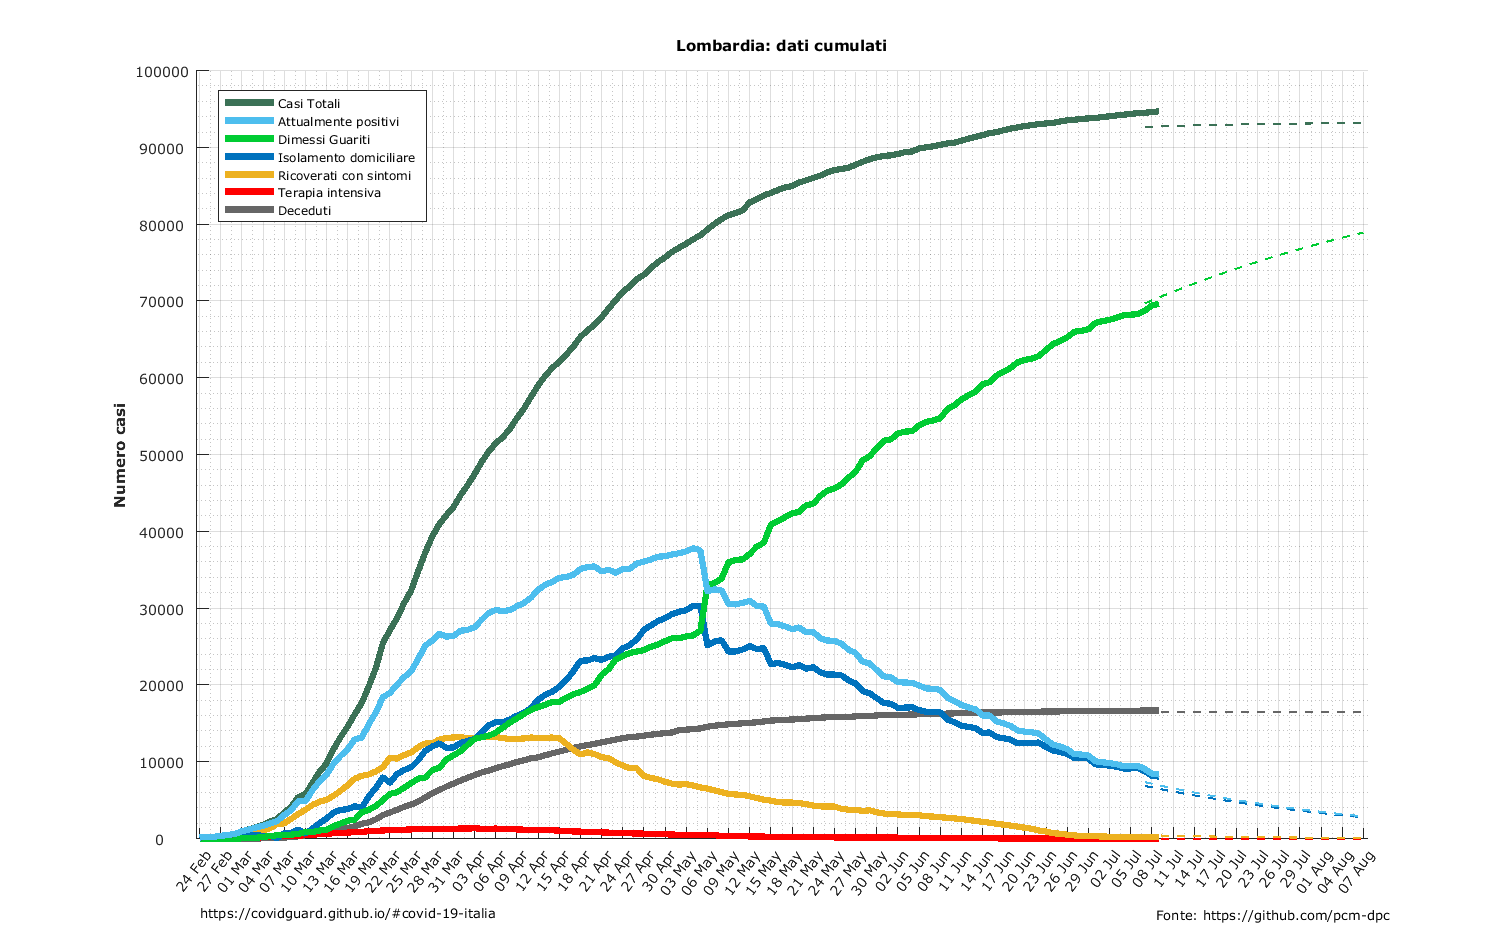 Lombardia: dati cumulati
100000
90000
80000
70000
60000
50000
40000
30000
20000
10000
0
Numero casi
Casi Totali
Attualmente positivi
Dimessi Guariti
Isolamento domiciliare
Ricoverati con sintomi
Terapia intensiva
Deceduti
24 Feb
27 Feb
01 Mar
04 Mar
07 Mar
10 Mar
13 Mar
16 Mar
19 Mar
22 Mar
25 Mar
28 Mar
31 Mar
03 Apr
06 Apr
09 Apr
12 Apr
15 Apr
18 Apr
21 Apr
24 Apr
27 Apr
30 Apr
03 May
06 May
09 May
12 May
15 May
18 May
21 May
24 May
27 May
30 May
02 Jun
05 Jun
08 Jun
11 Jun
14 Jun
17 Jun
20 Jun
23 Jun
26 Jun
29 Jun
02 Jul
05 Jul
08 Jul
11 Jul
14 Jul
17 Jul
20 Jul
23 Jul
26 Jul
29 Jul
01 Aug
04 Aug
07 Aug
https://covidguard.github.io/#covid-19-italia
Fonte: https://github.com/pcm-dpc